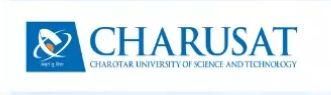 CHARUSAT
CHAROTAR UNIVERSITY OF SCIENCE AND TECHNOLOGY